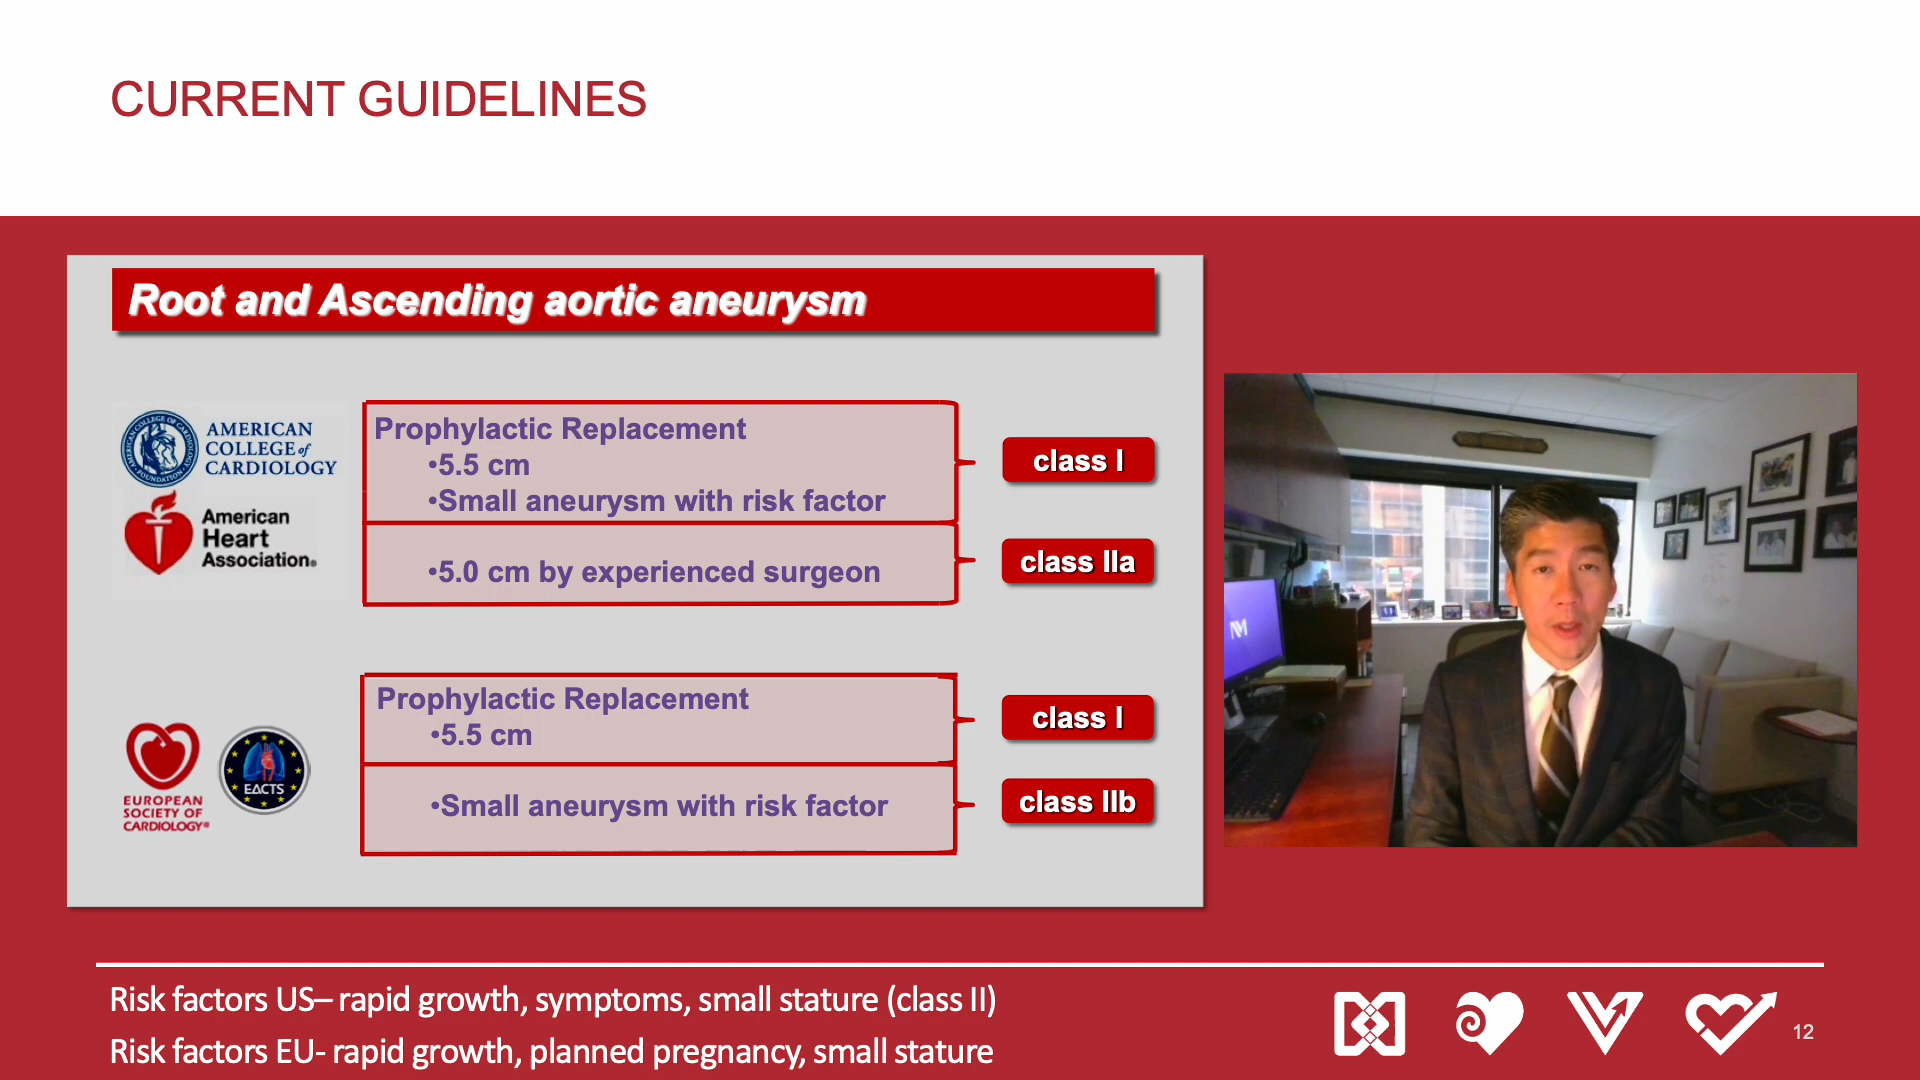 CURRENT GUIDELINES
Root and Ascending aortic aneurysm
AMERICAN
COLLEGE of
CARDIOLOGY
American
Heart
Association®
Prophylactic Replacement
•5.5 cm
•Small aneurysm with risk factor
class I
•5.0 cm by experienced surgeon
class IIa
EUROPEAN
SOCIETY OF
CARDIOLOGY®
EACTS
Prophylactic Replacement
•5.5 cm
class I
•Small aneurysm with risk factor
class IIb
Risk factors US– rapid growth, symptoms, small stature (class II)
Risk factors EU- rapid growth, planned pregnancy, small stature
12